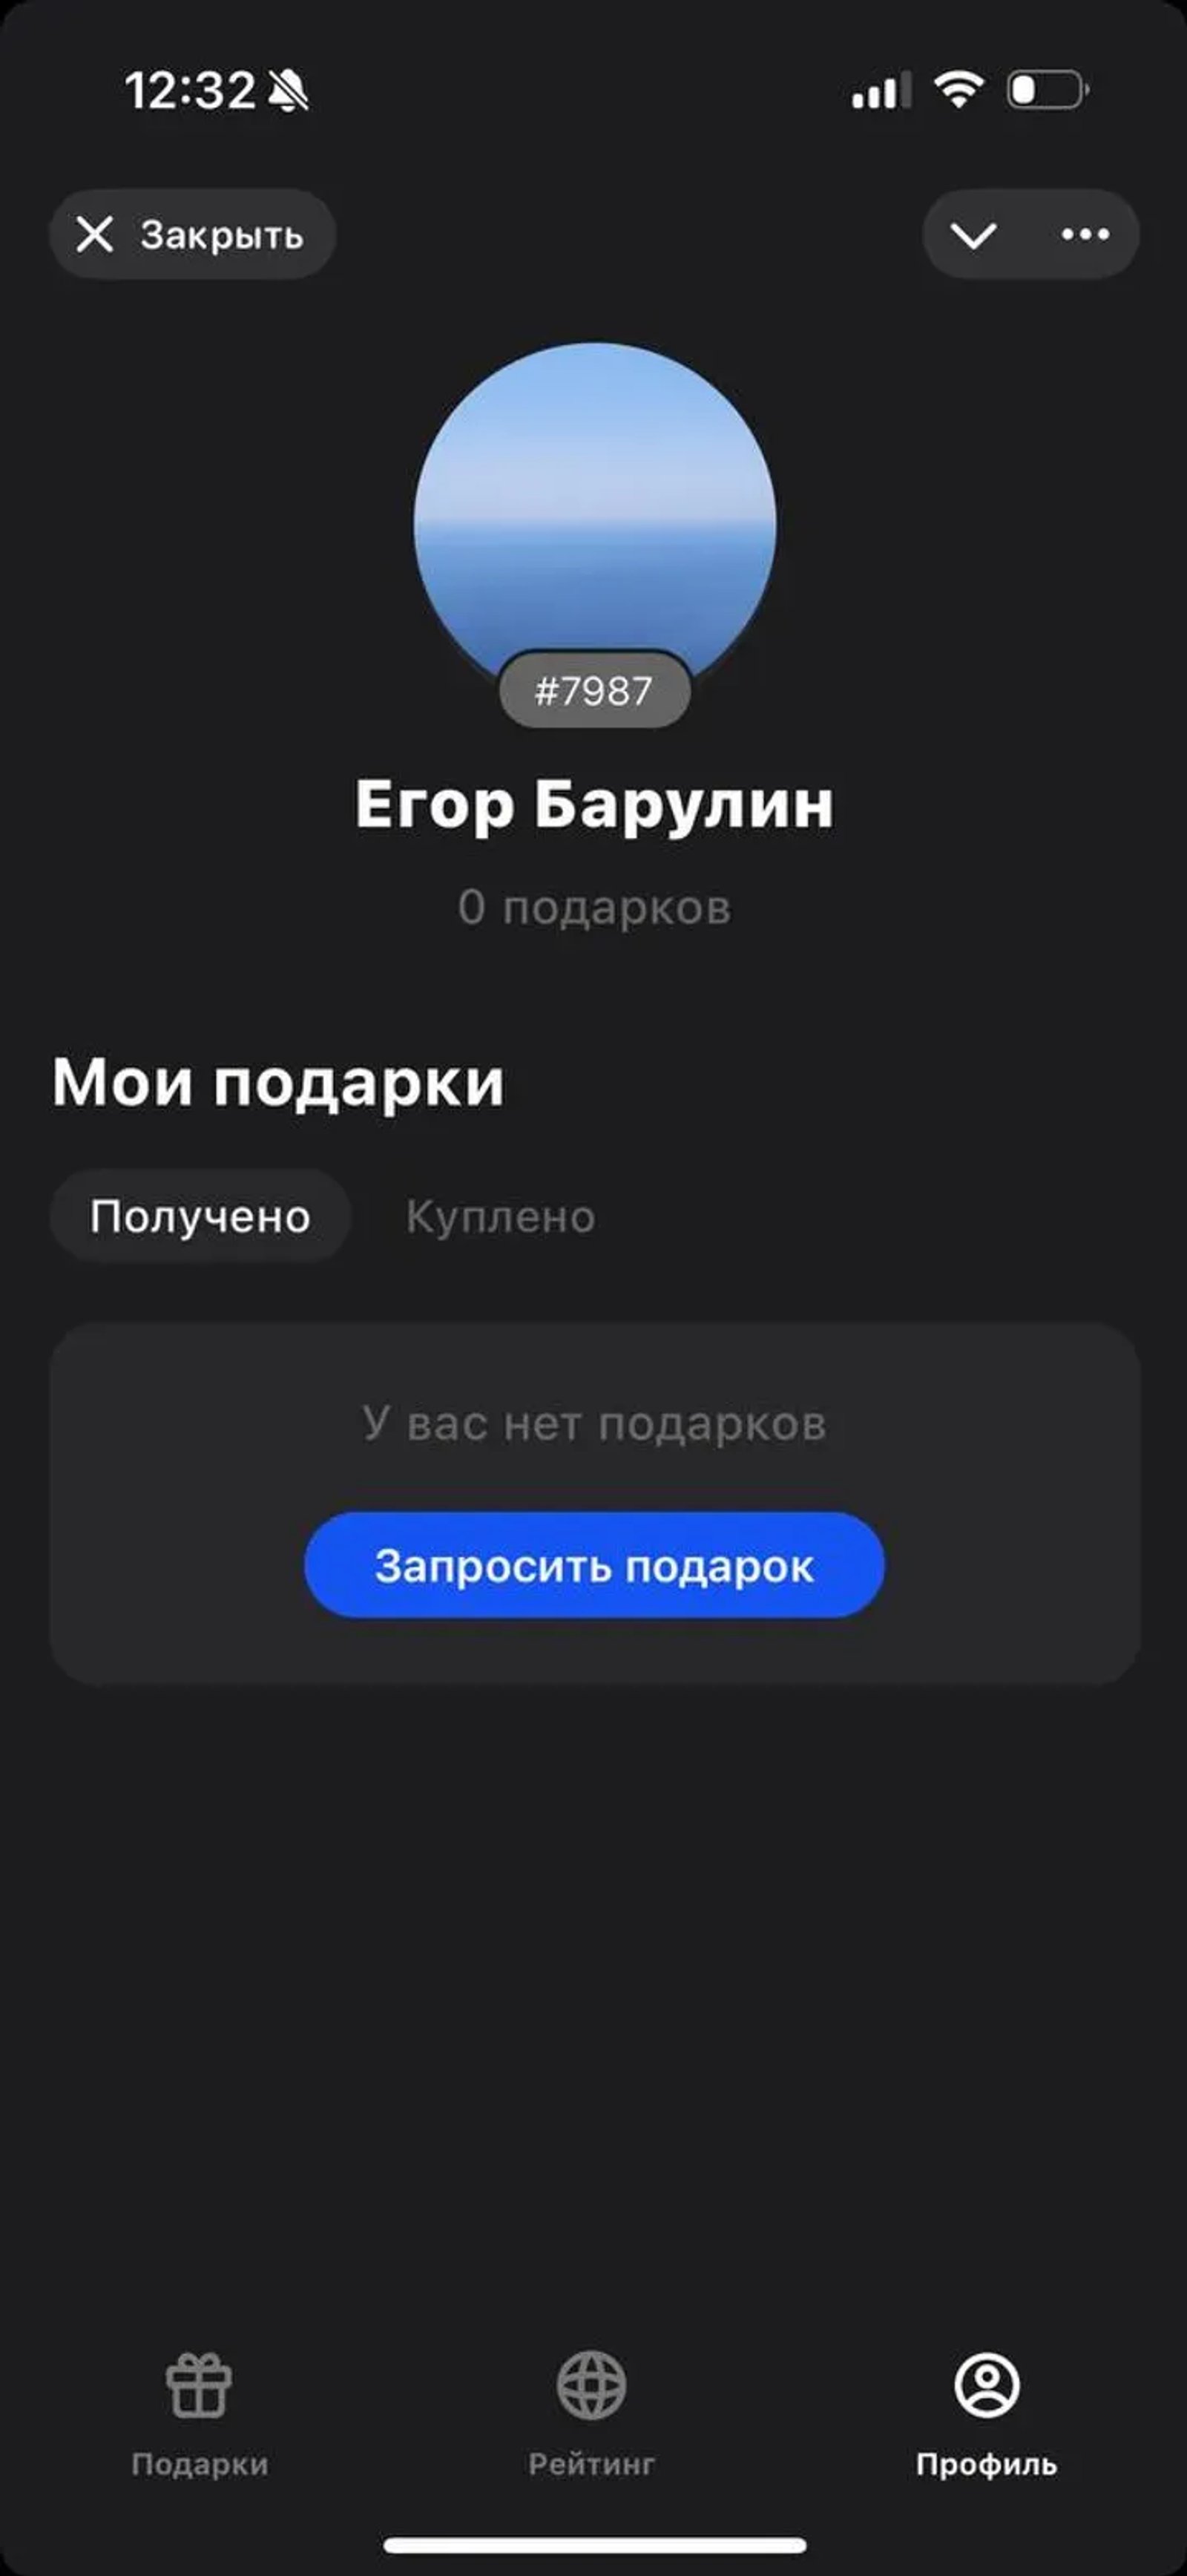 12:32
Закрыть
#7987
Егор Барулин
0 подарков
Мои подарки
Получено
Куплено
У вас нет подарков
Запросить подарок
Подарки
Рейтинг
Профиль